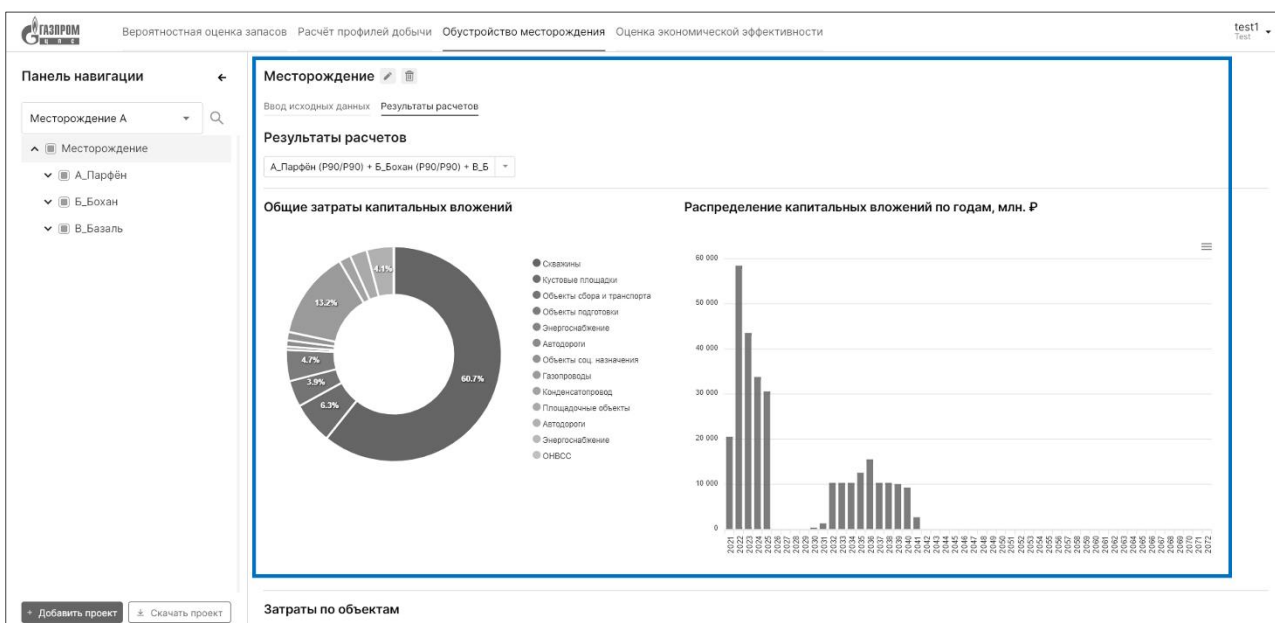 ГАЗПРОМ
ЦПС
Вероятностная оценка запасов Расчёт профилей добычи Обустройство месторождения Оценка экономической эффективности
test1
Test
Панель навигации
Месторождение А
Месторождение
А_Парфён
Б_Бохан
В_Базаль
+ Добавить проект
Скачать проект
Месторождение
Ввод исходных данных Результаты расчетов
Результаты расчетов
А_Парфён (P90/P90) + Б_Бохан (P90/P90) + В_Б
Общие затраты капитальных вложений
4.1%
13.2%
4.7%
3.9%
6.3%
60.7%
Скважины
Кустовые площадки
Объекты сбора и транспорта
Объекты подготовки
Энергоснабжение
Автодороги
Объекты соц. назначения
Газопроводы
Конденсатопровод
Площадочные объекты
Автодороги
Энергоснабжение
ОНВСС
Распределение капитальных вложений по годам, млн. ₽
60 000
50 000
40 000
30 000
20 000
10 000
0
2021
2022
2023
2024
2025
2026
2027
2028
2029
2030
2031
2032
2033
2034
2035
2036
2037
2038
2039
2040
2041
2042
2043
2044
2045
2046
2047
2048
2049
2050
2051
2052
2053
2054
2055
2056
2057
2058
2059
2060
2061
2062
2063
2064
2065
2066
2067
2068
2069
2070
2071
2072
Затраты по объектам